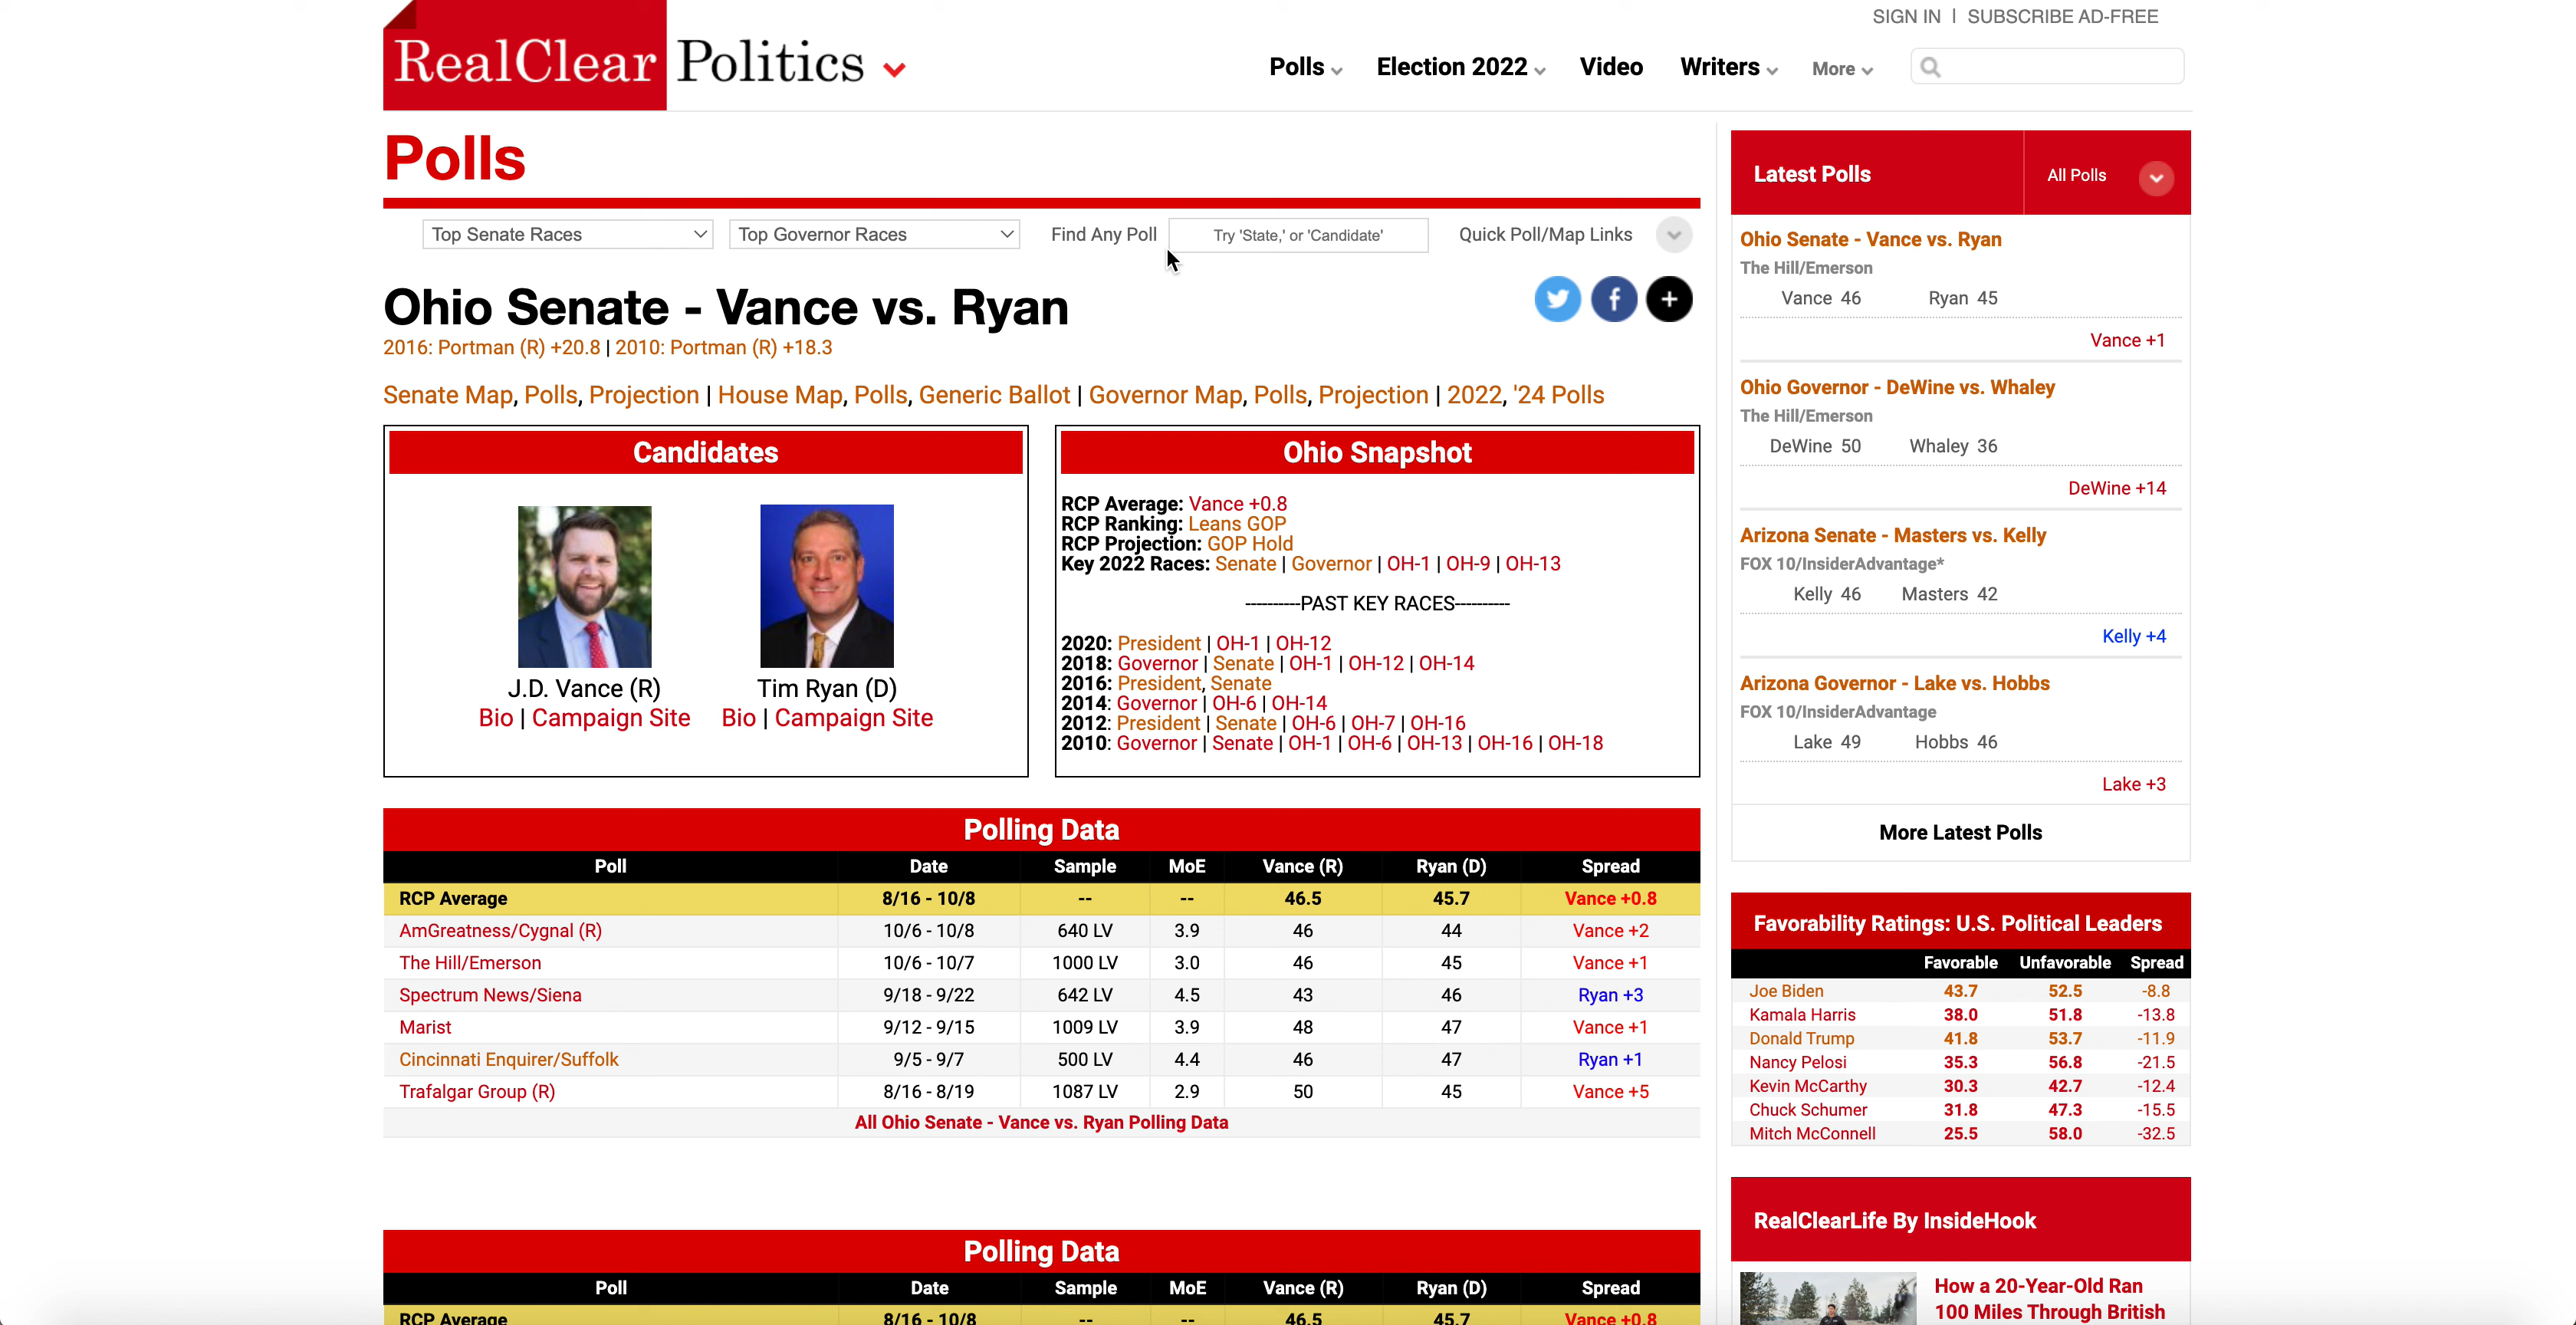 SIGN IN | SUBSCRIBE AD-FREE
RealClear Politics
Polls Election 2022 Video Writers More
Polls
Top Senate Races Top Governor Races Find Any Poll Try 'State,' or 'Candidate' Quick Poll/Map Links
Ohio Senate - Vance vs. Ryan
2016: Portman (R) +20.8 | 2010: Portman (R) +18.3
Senate Map, Polls, Projection | House Map, Polls, Generic Ballot | Governor Map, Polls, Projection | 2022, '24 Polls
Candidates
J.D. Vance (R) Tim Ryan (D)
Bio | Campaign Site Bio | Campaign Site
Ohio Snapshot
RCP Average: Vance +0.8
RCP Ranking: Leans GOP
RCP Projection: GOP Hold
Key 2022 Races: Senate | Governor | OH-1 | OH-9 | OH-13
----------PAST KEY RACES----------
2020: President | OH-1 | OH-12
2018: Governor | Senate | OH-1 | OH-12 | OH-14
2016: President, Senate
2014: Governor | OH-6 | OH-14
2012: President | Senate | OH-6 | OH-7 | OH-16
2010: Governor | Senate | OH-1 | OH-6 | OH-13 | OH-16 | OH-18
Polling Data
Poll Date Sample MoE Vance (R) Ryan (D) Spread
RCP Average 8/16 - 10/8 -- -- 46.5 45.7 Vance +0.8
AmGreatness/Cygnal (R) 10/6 - 10/8 640 LV 3.9 46 44 Vance +2
The Hill/Emerson 10/6 - 10/7 1000 LV 3.0 46 45 Vance +1
Spectrum News/Siena 9/18 - 9/22 642 LV 4.5 43 46 Ryan +3
Marist 9/12 - 9/15 1009 LV 3.9 48 47 Vance +1
Cincinnati Enquirer/Suffolk 9/5 - 9/7 500 LV 4.4 46 47 Ryan +1
Trafalgar Group (R) 8/16 - 8/19 1087 LV 2.9 50 45 Vance +5
All Ohio Senate - Vance vs. Ryan Polling Data
Polling Data
Poll Date Sample MoE Vance (R) Ryan (D) Spread
RCP Average 8/16 - 10/8 -- -- 46.5 45.7 Vance +0.8
Latest Polls All Polls
Ohio Senate - Vance vs. Ryan
The Hill/Emerson
Vance 46 Ryan 45
Vance +1
Ohio Governor - DeWine vs. Whaley
The Hill/Emerson
DeWine 50 Whaley 36
DeWine +14
Arizona Senate - Masters vs. Kelly
FOX 10/InsiderAdvantage*
Kelly 46 Masters 42
Kelly +4
Arizona Governor - Lake vs. Hobbs
FOX 10/InsiderAdvantage
Lake 49 Hobbs 46
Lake +3
More Latest Polls
Favorability Ratings: U.S. Political Leaders
Favorable Unfavorable Spread
Joe Biden 43.7 52.5 -8.8
Kamala Harris 38.0 51.8 -13.8
Donald Trump 41.8 53.7 -11.9
Nancy Pelosi 35.3 56.8 -21.5
Kevin McCarthy 30.3 42.7 -12.4
Chuck Schumer 31.8 47.3 -15.5
Mitch McConnell 25.5 58.0 -32.5
RealClearLife By InsideHook
How a 20-Year-Old Ran
100 Miles Through British